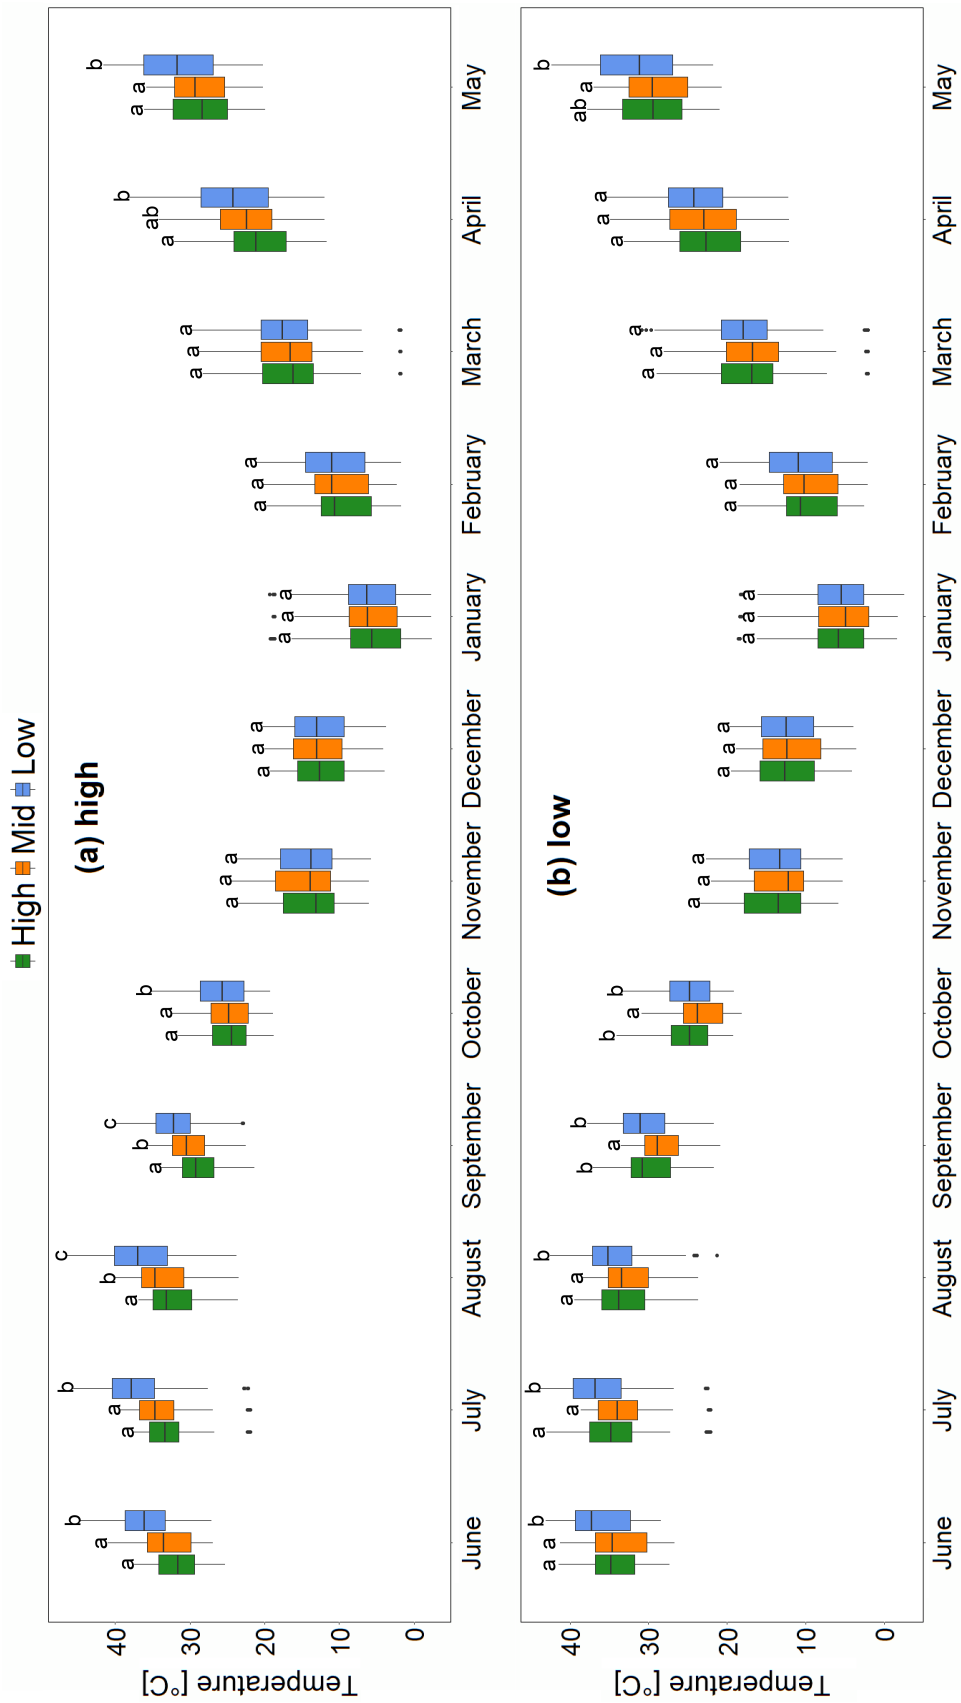 High Mid Low
(a) high
a a b a a b a b c a b c a a b a a a a a a a a a a a a a a a a ab b a a b
40
30
20
10
0
Temperature [°C]
June July August September October November December January February March April May
(b) low
a a b a a b a a b b a b b a b a a a a a a a a a a a a a a a a a a ab a b
40
30
20
10
0
Temperature [°C]
June July August September October November December January February March April May